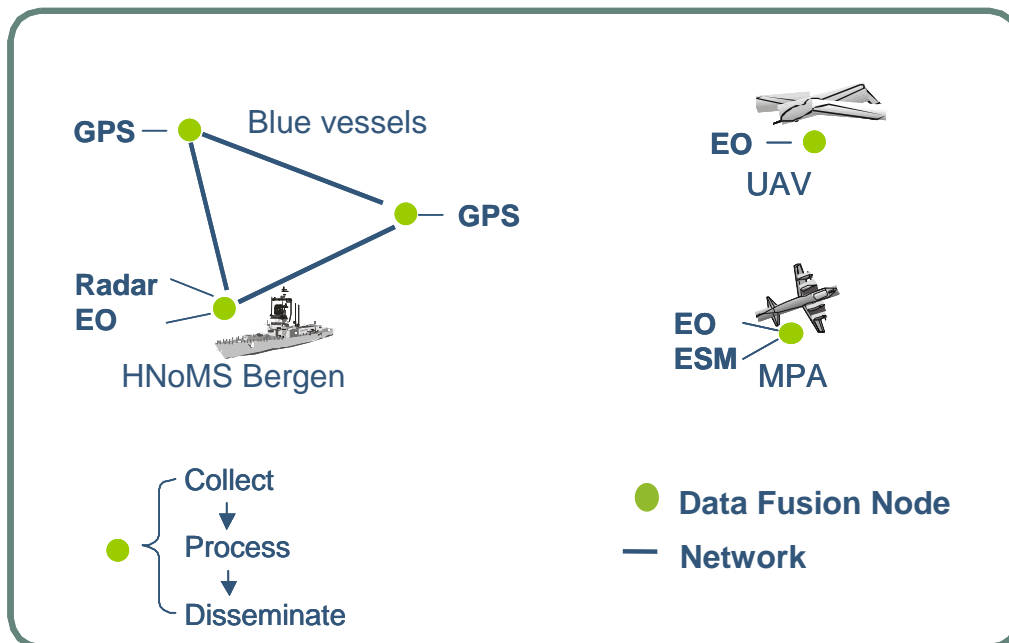 GPS
Blue vessels
GPS
Radar
EO
HNoMS Bergen
EO
UAV
EO
ESM
MPA
Collect
Process
Disseminate
Data Fusion Node
Network